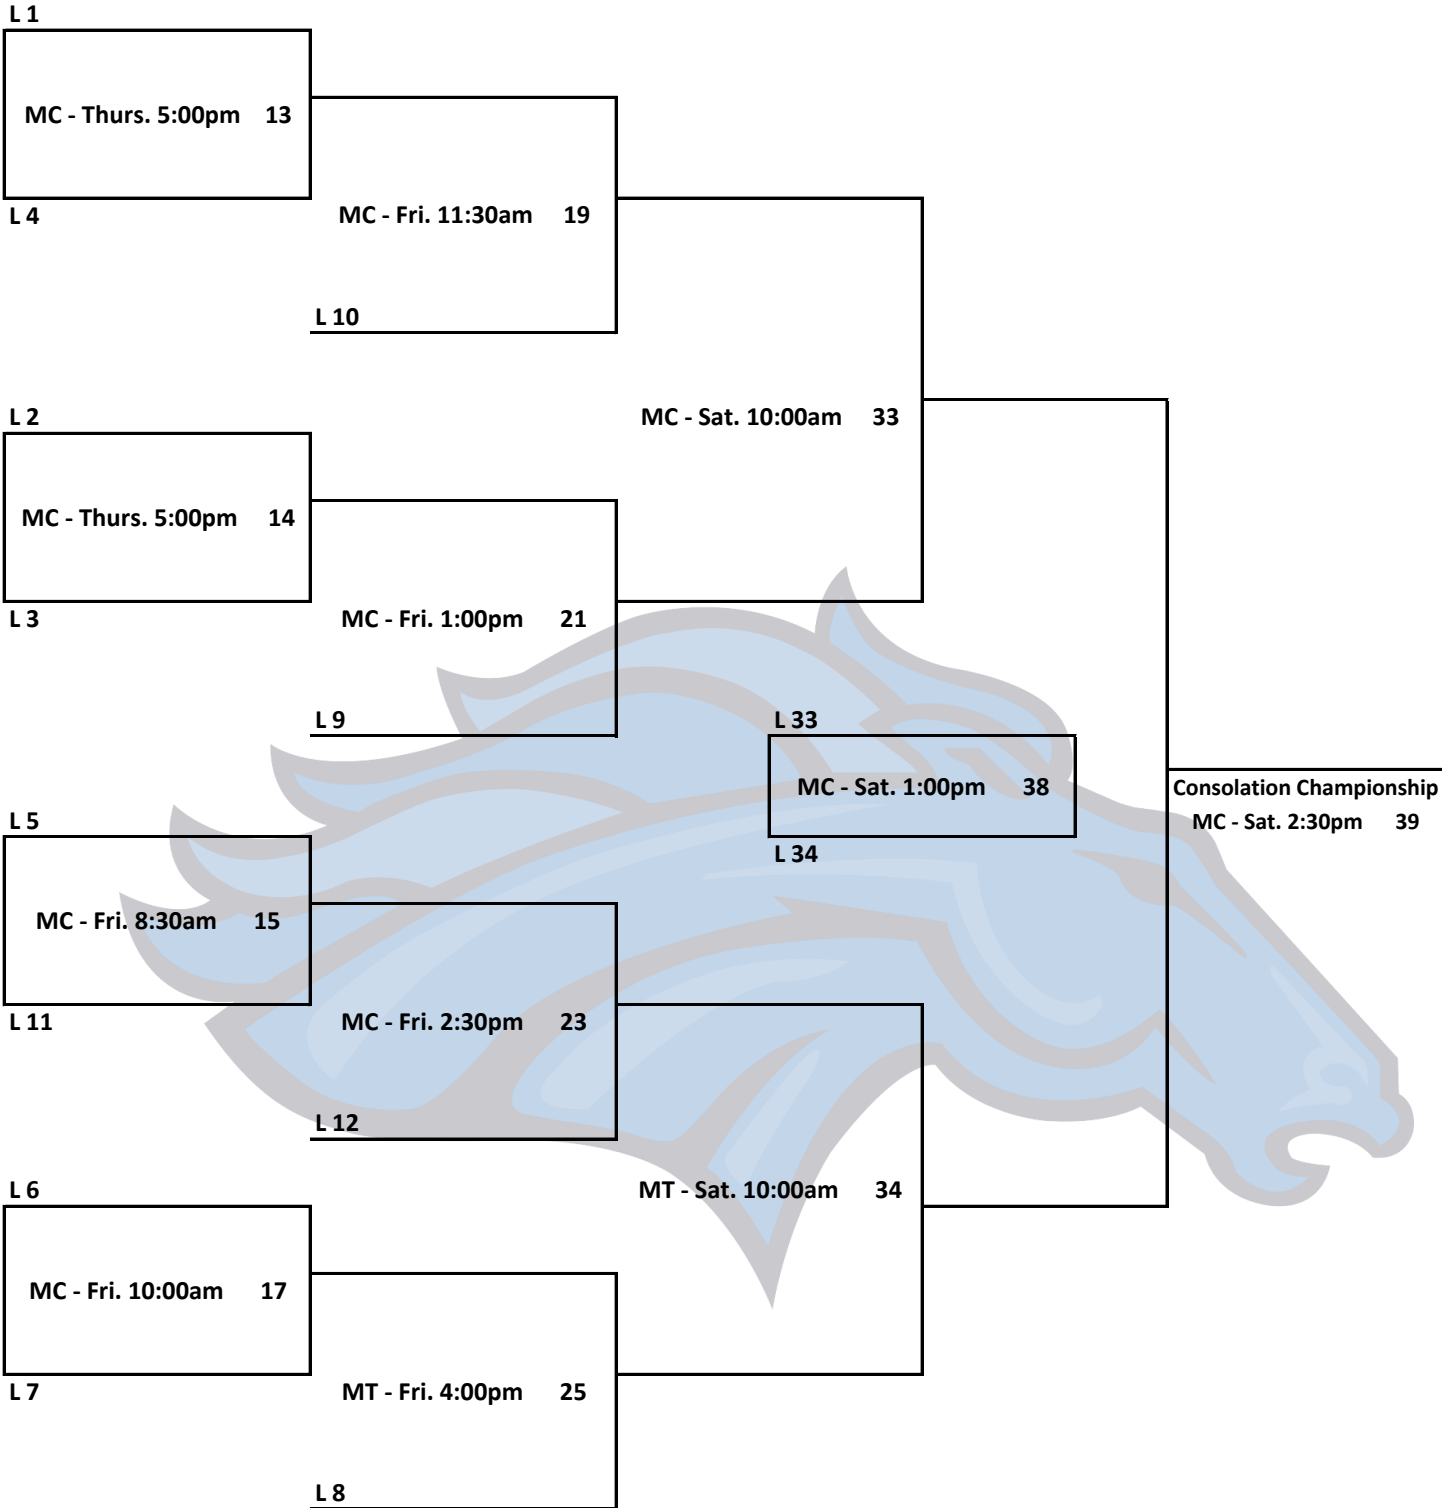 L 1
MC - Thurs. 5:00pm 13
L 4
MC - Fri. 11:30am 19
L 10
L 2
MC - Sat. 10:00am 33
MC - Thurs. 5:00pm 14
L 3
MC - Fri. 1:00pm 21
L 9
L 33
MC - Sat. 1:00pm 38
Consolation Championship
L 5
MC - Sat. 2:30pm 39
L 34
MC - Fri. 8:30am 15
L 11
MC - Fri. 2:30pm 23
L 12
L 6
MT - Sat. 10:00am 34
MC - Fri. 10:00am 17
L 7
MT - Fri. 4:00pm 25
L 8